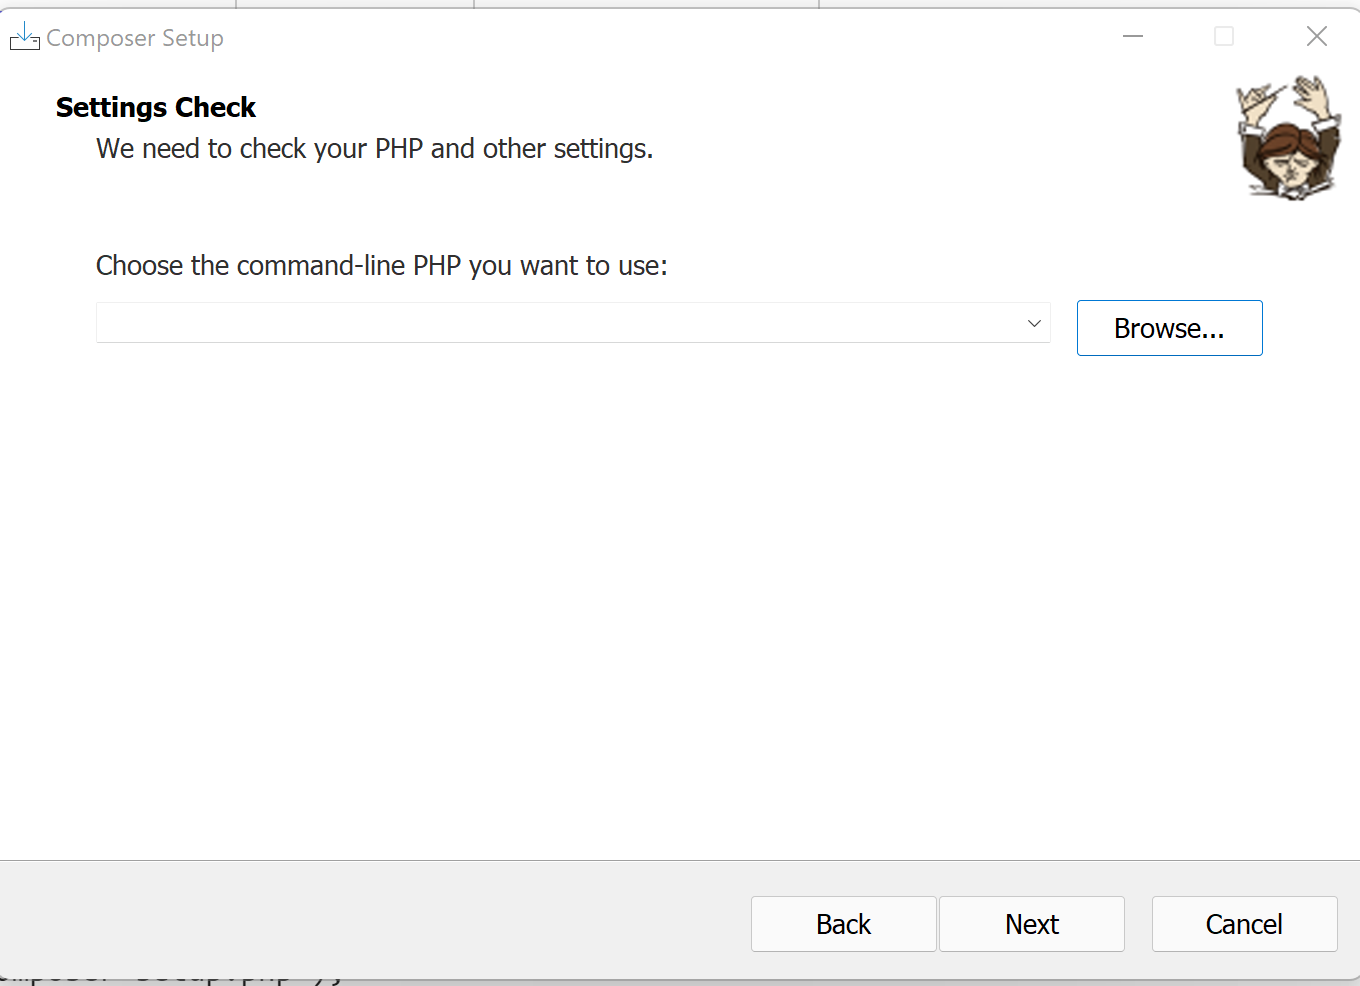 Composer Setup
Settings Check
We need to check your PHP and other settings.
Choose the command-line PHP you want to use:
Browse...
Back
Next
Cancel